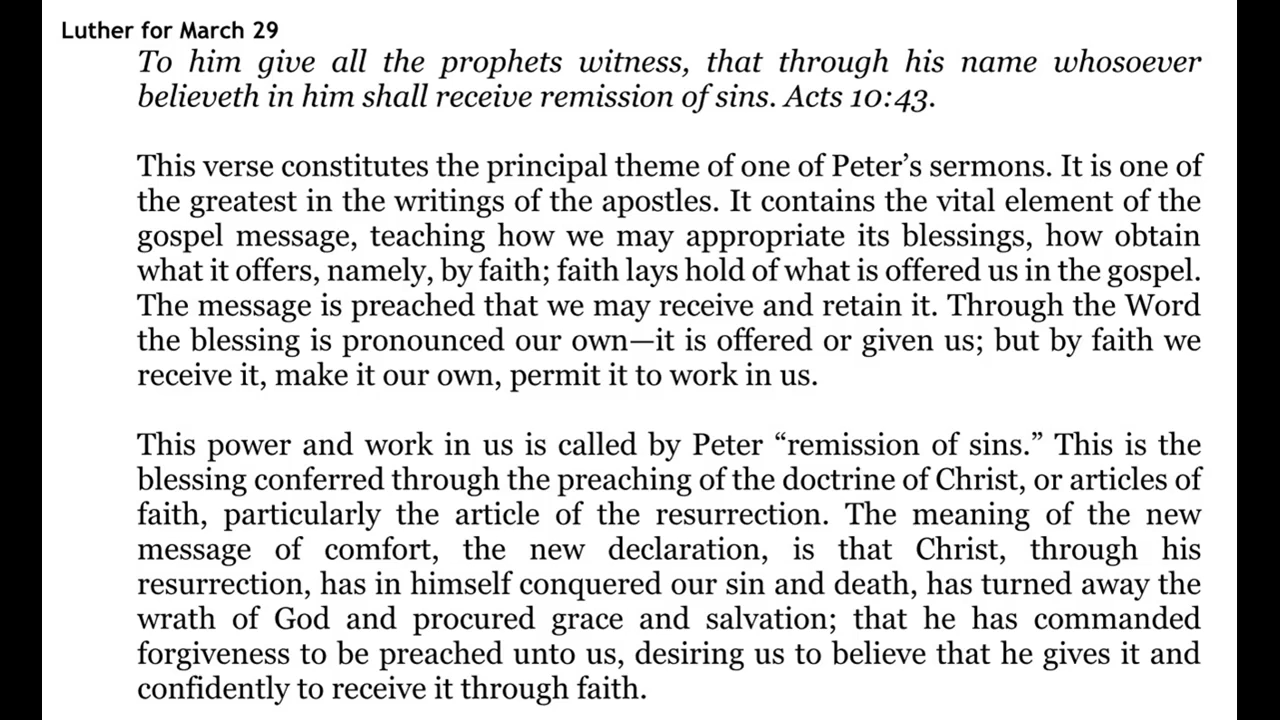 Luther for March 29
To him give all the prophets witness, that through his name whosoever
believeth in him shall receive remission of sins. Acts 10:43.
This verse constitutes the principal theme of one of Peter’s sermons. It is one of
the greatest in the writings of the apostles. It contains the vital element of the
gospel message, teaching how we may appropriate its blessings, how obtain
what it offers, namely, by faith; faith lays hold of what is offered us in the gospel.
The message is preached that we may receive and retain it. Through the Word
the blessing is pronounced our own—it is offered or given us; but by faith we
receive it, make it our own, permit it to work in us.
This power and work in us is called by Peter “remission of sins.” This is the
blessing conferred through the preaching of the doctrine of Christ, or articles of
faith, particularly the article of the resurrection. The meaning of the new
message of comfort, the new declaration, is that Christ, through his
resurrection, has in himself conquered our sin and death, has turned away the
wrath of God and procured grace and salvation; that he has commanded
forgiveness to be preached unto us, desiring us to believe that he gives it and
confidently to receive it through faith.